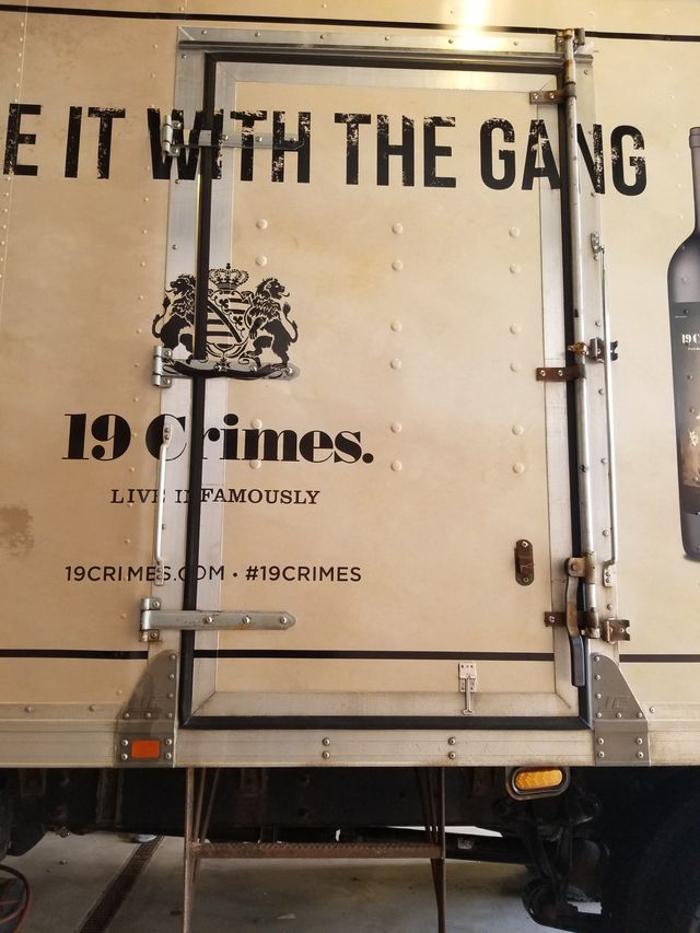 E IT WITH THE GANG
19 Crimes.
LIVE INFAMOUSLY
19CRIMES.COM • #19CRIMES